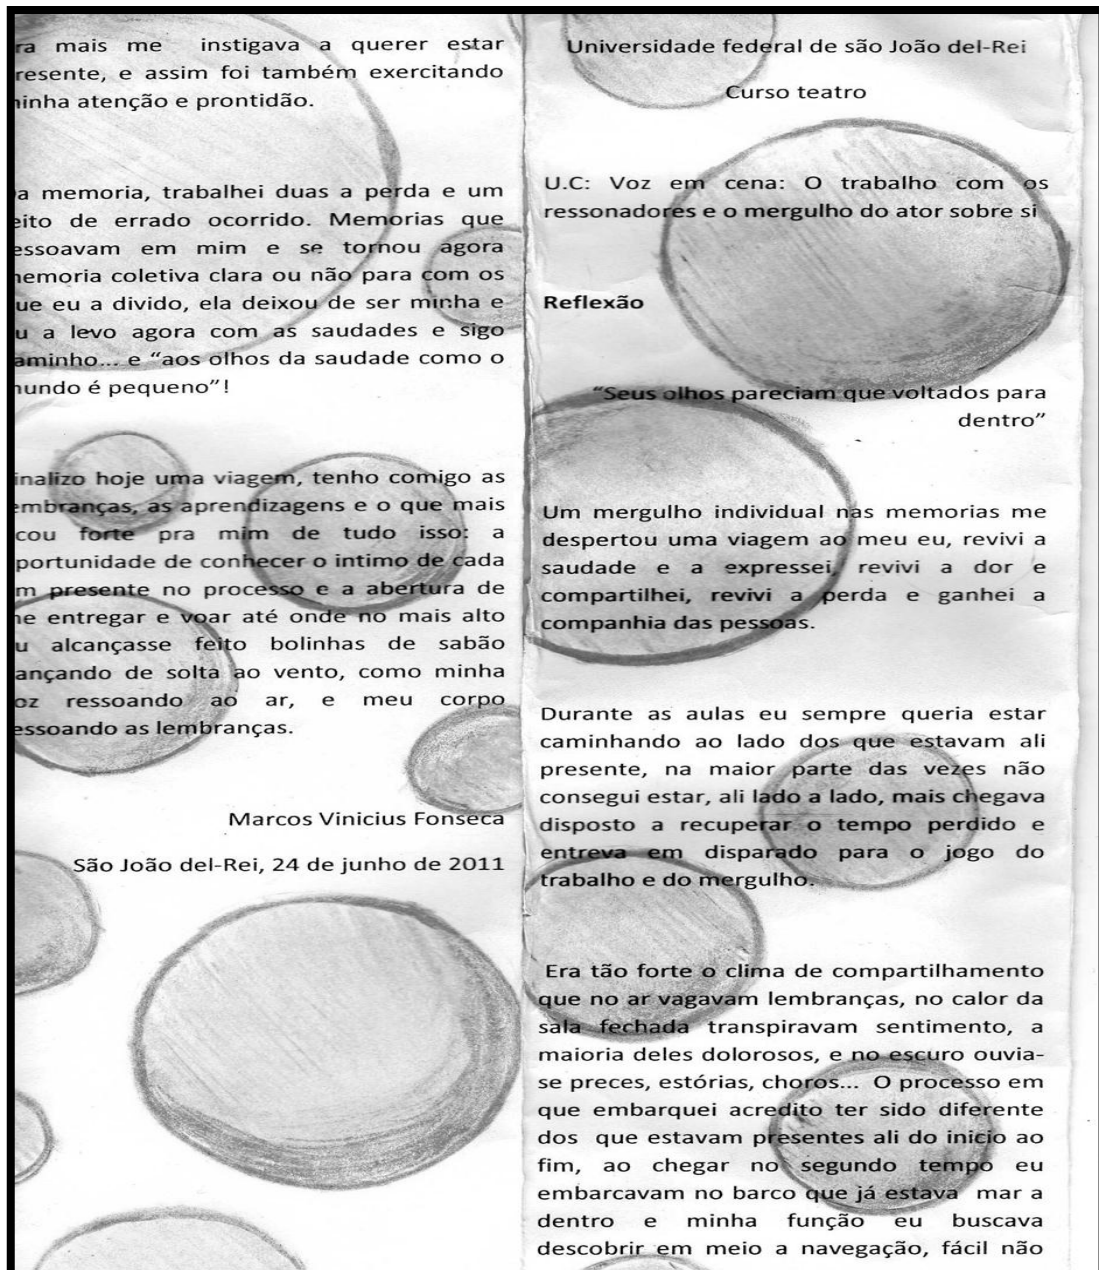 Universidade federal de são João del-Rei
Curso teatro
U.C: Voz em cena: O trabalho com os
ressonadores e o mergulho do ator sobre si
Reflexão
“Seus olhos pareciam que voltados para
dentro”
Um mergulho individual nas memorias me
despertou uma viagem ao meu eu, revivi a
saudade e a expressei, revivi a dor e
compartilhei, revivi a perda e ganhei a
companhia das pessoas.
Durante as aulas eu sempre queria estar
caminhando ao lado dos que estavam ali
presente, na maior parte das vezes não
consegui estar, ali lado a lado, mais chegava
disposto a recuperar o tempo perdido e
entreva em disparado para o jogo do
trabalho e do mergulho.
Era tão forte o clima de compartilhamento
que no ar vagavam lembranças, no calor da
sala fechada transpiravam sentimento, a
maioria deles dolorosos, e no escuro ouvia-
se preces, estórias, choros... O processo em
que embarquei acredito ter sido diferente
dos que estavam presentes ali do inicio ao
fim, ao chegar no segundo tempo eu
embarcavam no barco que já estava mar a
dentro e minha função eu buscava
descobrir em meio a navegação, fácil não
ra mais me instigava a querer estar
resente, e assim foi também exercitando
inha atenção e prontidão.
a memoria, trabalhei duas a perda e um
eito de errado ocorrido. Memorias que
essoavam em mim e se tornou agora
emoria coletiva clara ou não para com os
ue eu a divido, ela deixou de ser minha e
u a levo agora com as saudades e sigo
aminho... e “aos olhos da saudade como o
undo é pequeno”!
inalizo hoje uma viagem, tenho comigo as
embranças, as aprendizagens e o que mais
cou forte pra mim de tudo isso: a
portunidade de conhecer o intimo de cada
m presente no processo e a abertura de
e entregar e voar até onde no mais alto
u alcançasse feito bolinhas de sabão
ançando de solta ao vento, como minha
oz ressoando ao ar, e meu corpo
essoando as lembranças.
Marcos Vinicius Fonseca
São João del-Rei, 24 de junho de 2011